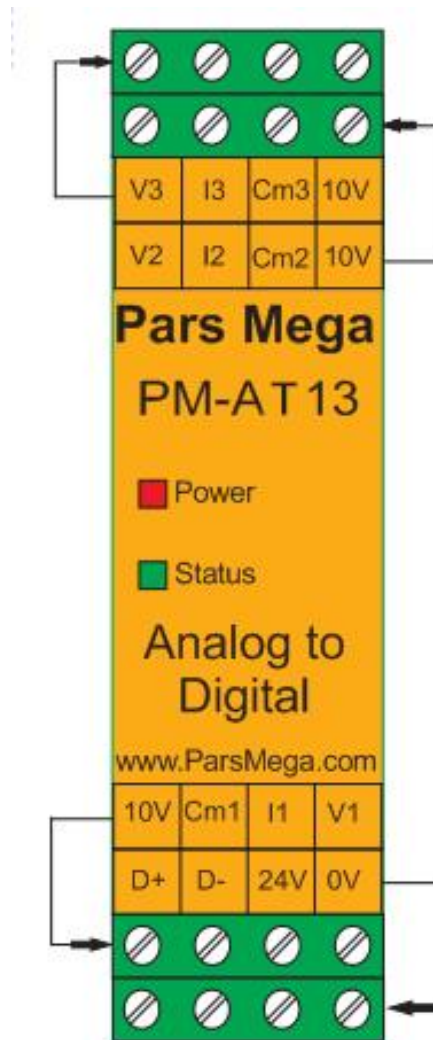 V3 I3 Cm3 10V
V2 I2 Cm2 10V
Pars Mega
PM-AT13
Power
Status
Analog to
Digital
www.ParsMega.com
10V Cm1 I1 V1
D+ D- 24V 0V